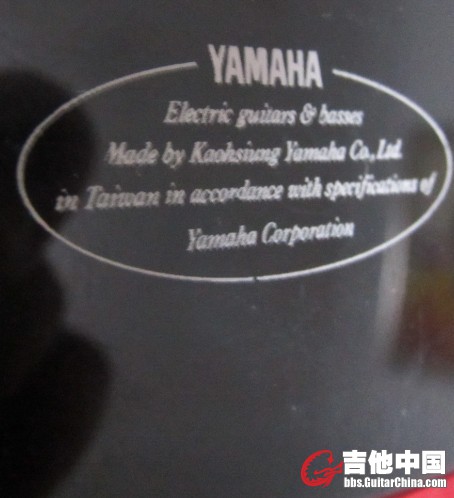 YAMAHA
Electric guitars & basses
Made by Kaohsiung Yamaha Co., Ltd.
in Taiwan in accordance with specifications of
Yamaha Corporation
吉他中国
bbs.GuitarChina.com